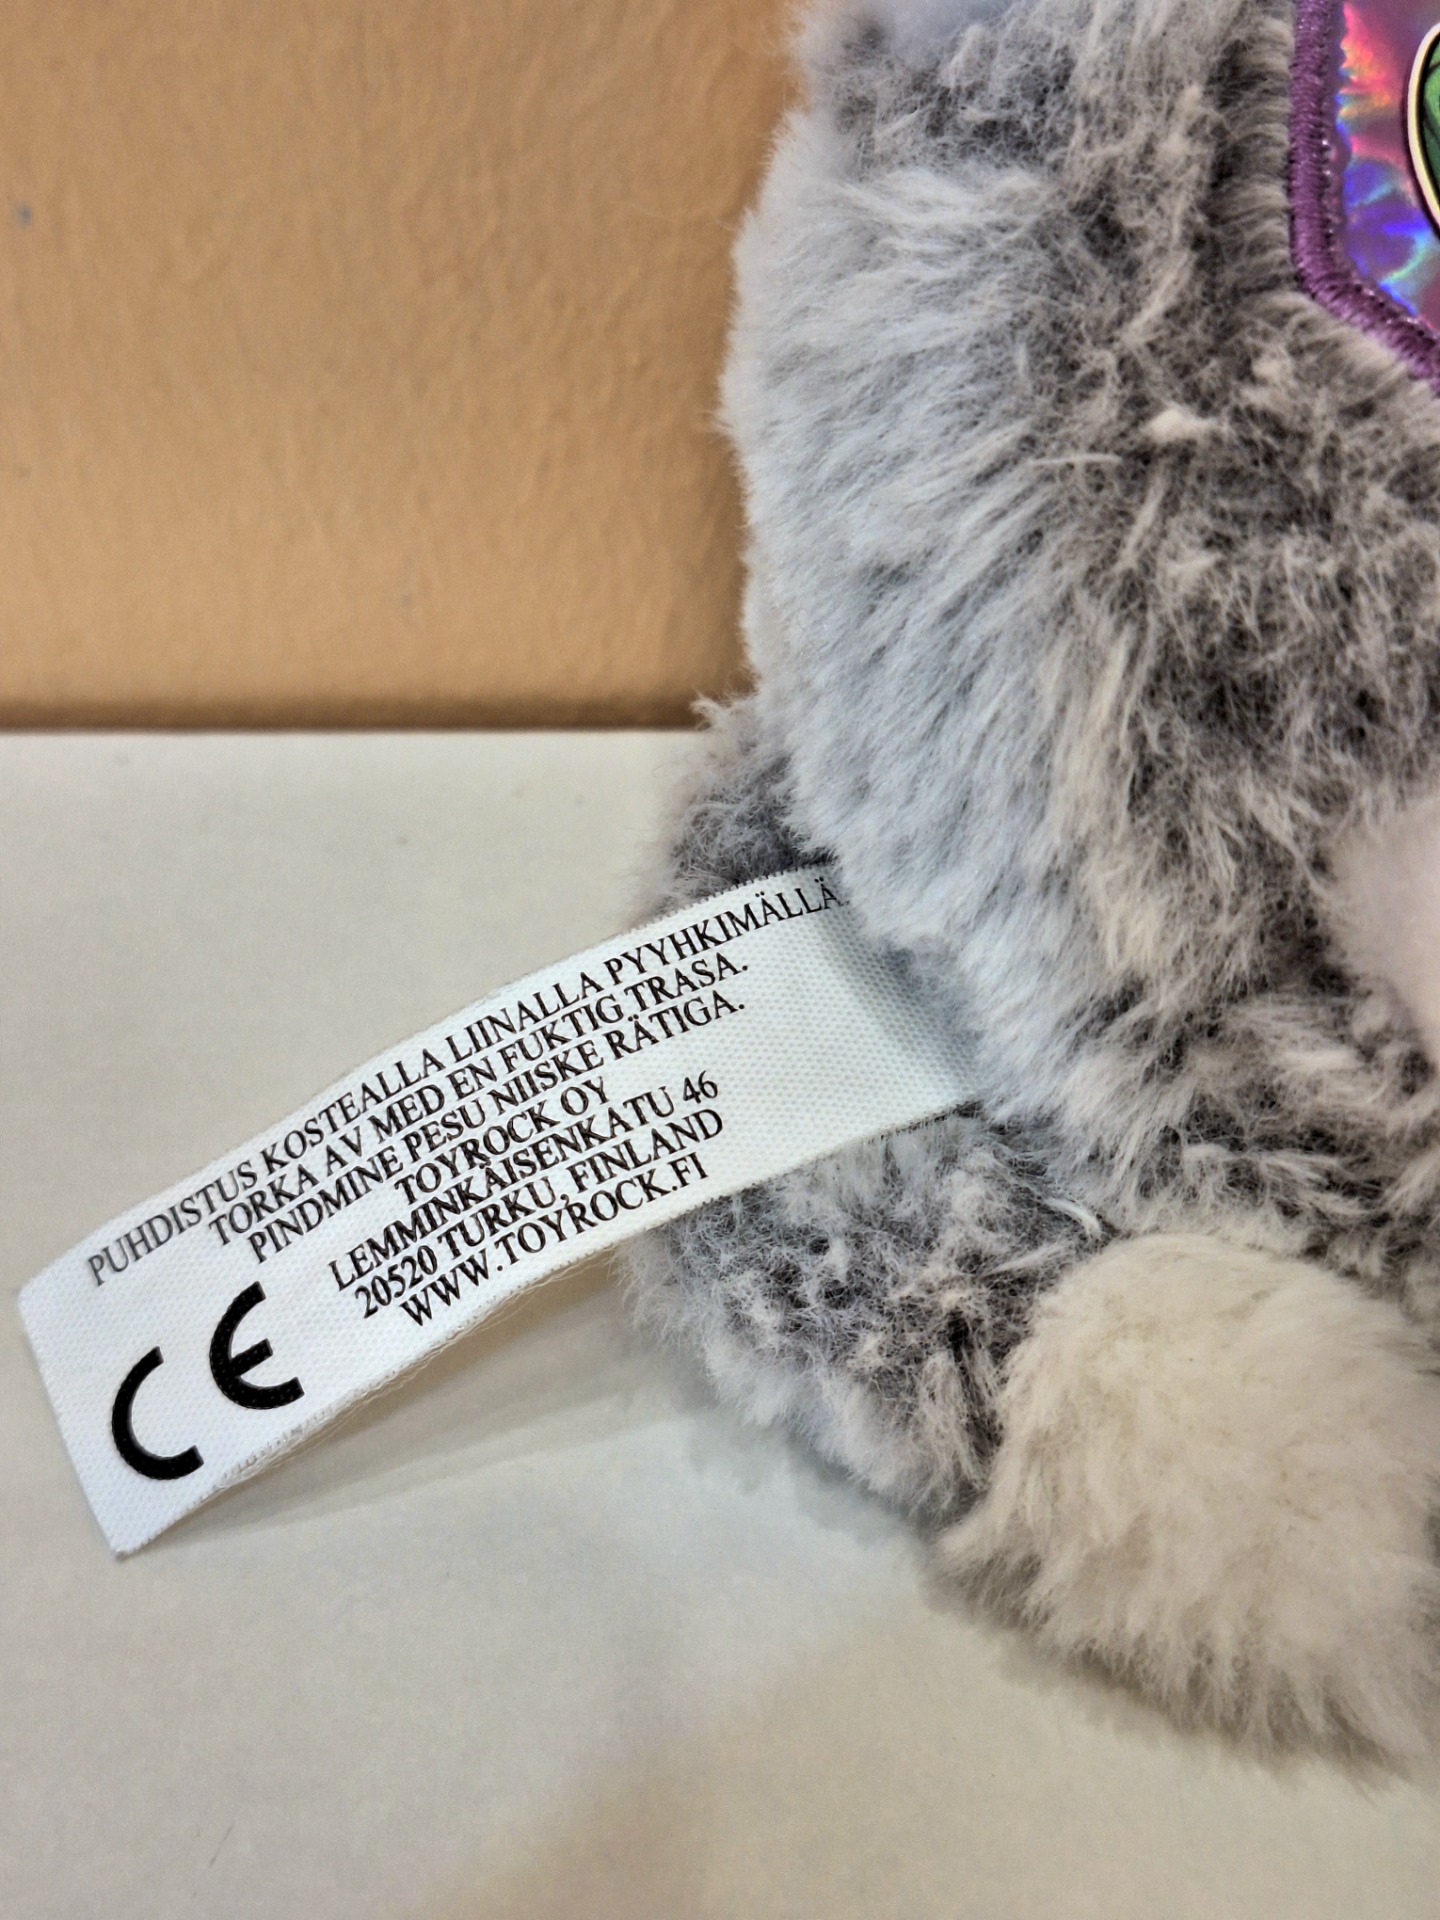 PUHDISTUS KOSTEALLA LIINALLA PYYHKIMÄLLÄ.
TORKA AV MED EN FUKTIG TRASA.
PINDMINE PESU NIISKE RÄTIGA.
TOYROCK OY
LEMMINKÄISENKATU 46
20520 TURKU, FINLAND
WWW.TOYROCK.FI
CE